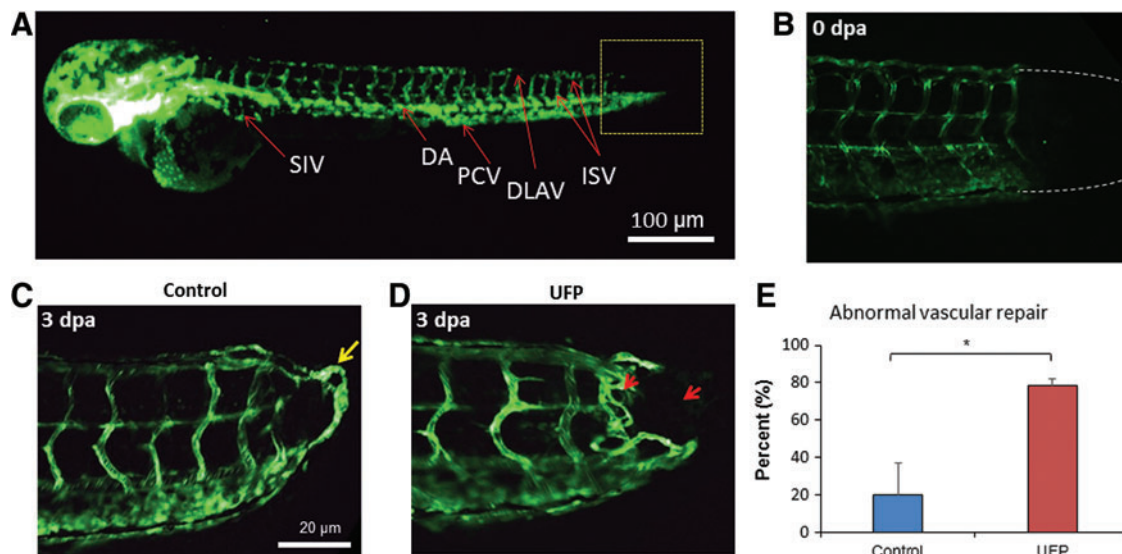 A
SIV
DA
PCV
DLAV
ISV
100 µm
B
0 dpa
C
Control
3 dpa
20 µm
D
UFP
3 dpa
E
Abnormal vascular repair
*
Percent (%)
100
80
60
40
20
0
Control
UFP